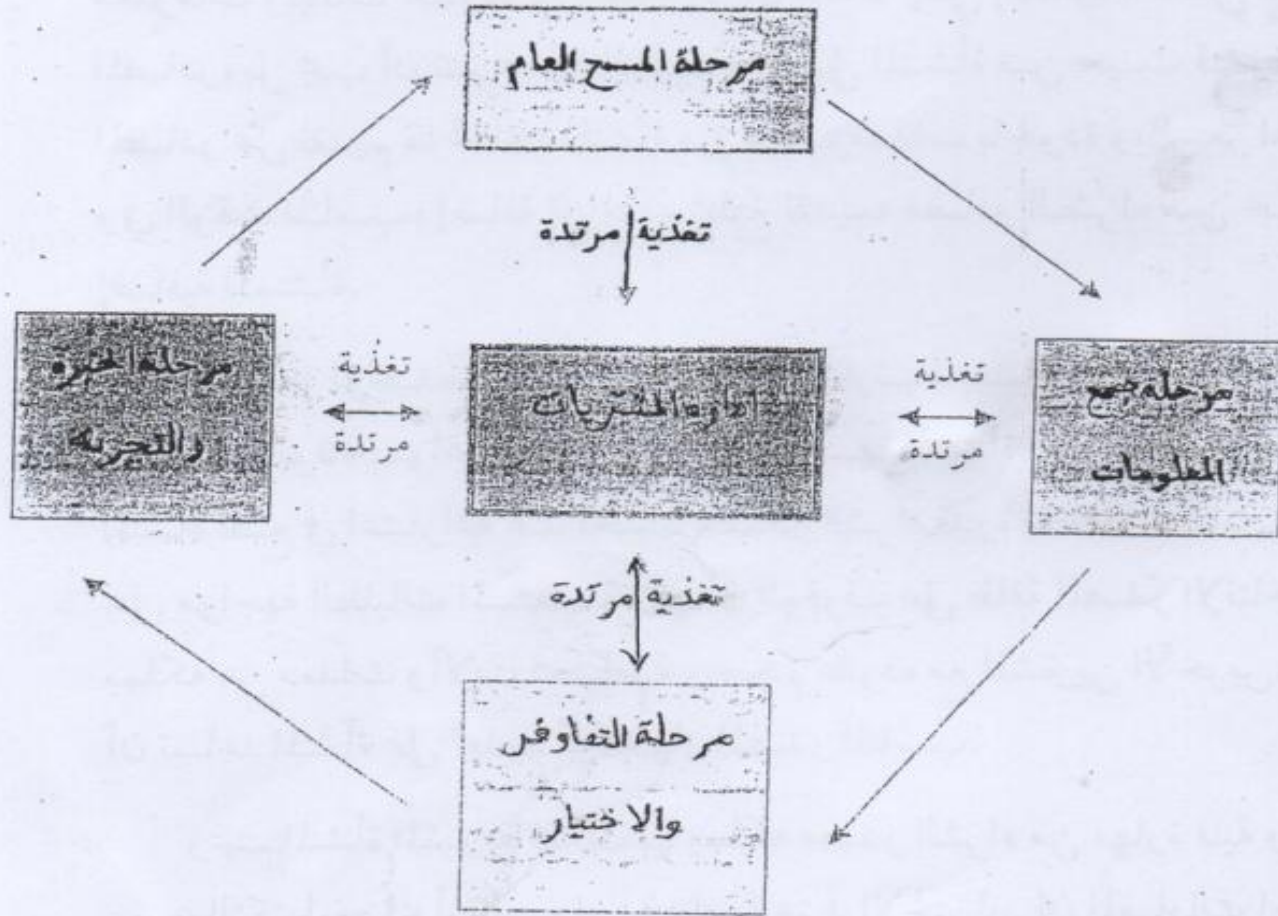 مرحلة المسح العام
تغذية مرتدة
مرحلة جمع
المعلومات
تغذية
مرتدة
ادارة المشتريات
تغذية
مرتدة
مرحلة الخبرة
والتجربة
تغذية مرتدة
مرحلة التفاوض
والاختيار